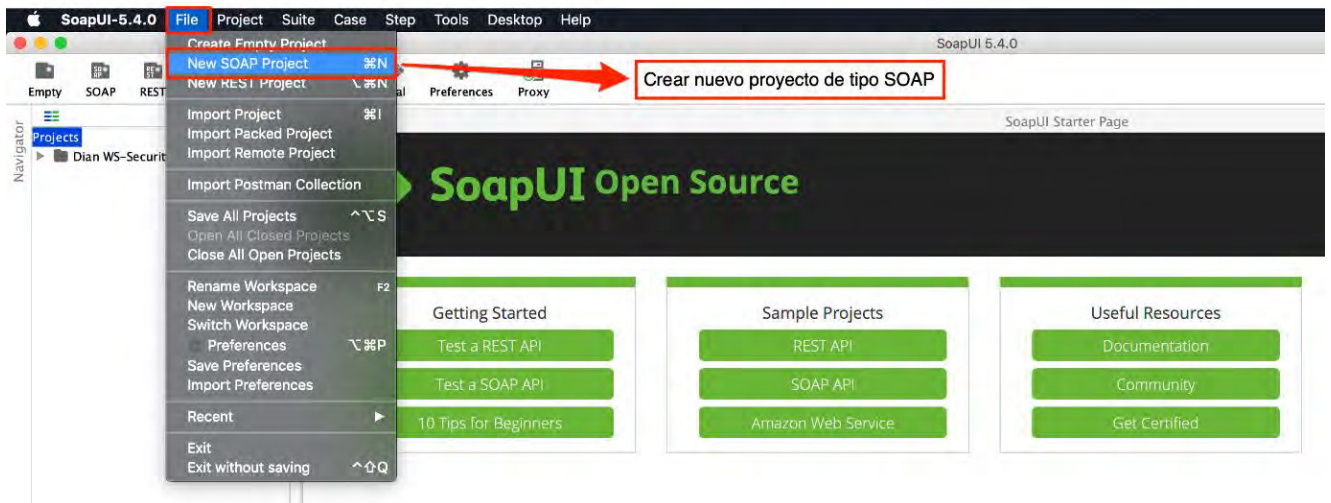 SoapUI-5.4.0 File Project Suite Case Step Tools Desktop Help
SoapUI 5.4.0
Empty SOAP REST Preferences Proxy
Create Empty Project
New SOAP Project ⌘N
New REST Project ⌥⌘N
Import Project ⌘I
Import Packed Project
Import Remote Project
Import Postman Collection
Save All Projects ^⌥S
Open All Closed Projects
Close All Open Projects
Rename Workspace F2
New Workspace
Switch Workspace
Preferences ⌥⌘P
Save Preferences
Import Preferences
Recent ▶
Exit
Exit without saving ^⇧Q
Crear nuevo proyecto de tipo SOAP
Navigator
Projects
Dian WS-Securit
SoapUI Starter Page
SoapUI Open Source
Getting Started
Test a REST API
Test a SOAP API
10 Tips for Beginners
Sample Projects
REST API
SOAP API
Amazon Web Service
Useful Resources
Documentation
Community
Get Certified